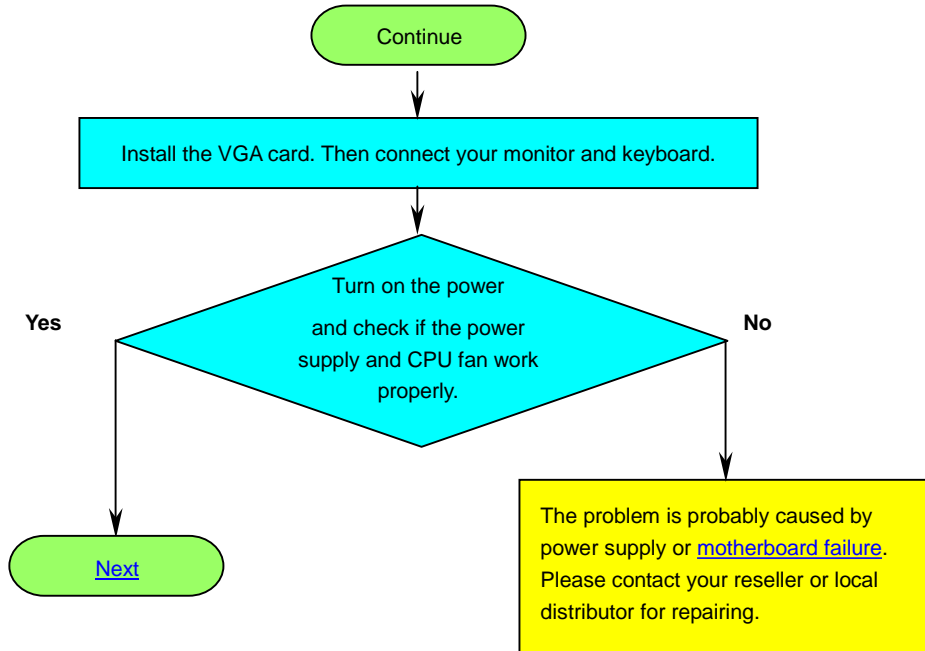 Continue
Install the VGA card. Then connect your monitor and keyboard.
Turn on the power
and check if the power
supply and CPU fan work
properly.
Yes
No
Next
The problem is probably caused by
power supply or motherboard failure.
Please contact your reseller or local
distributor for repairing.